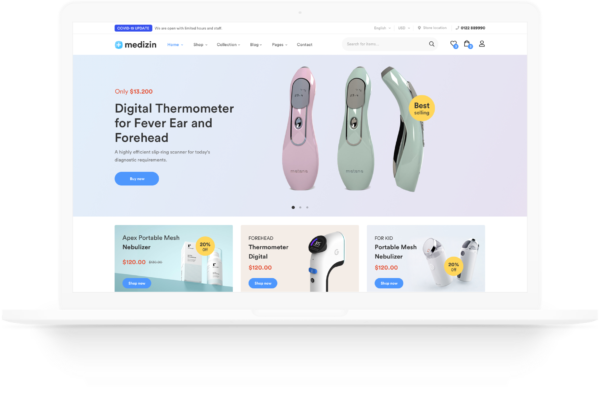 COVID-19 UPDATE We are open with limited hours and staff
English USD Store location 0123 888999
medizin Home Shop Collection Blog Pages Contact Search for items...
Only $13.200
Digital Thermometer
for Fever Ear and
Forehead
A highly efficient slip-ring scanner for today's
diagnostic requirements.
Buy now
Best
selling
Apex Portable Mesh
Nebulizer
$120.00
20%
off
Shop now
FOREHEAD
Thermometer
Digital
$120.00
Shop now
FOR KID
Portable Mesh
Nebulizer
$120.00
20%
off
Shop now